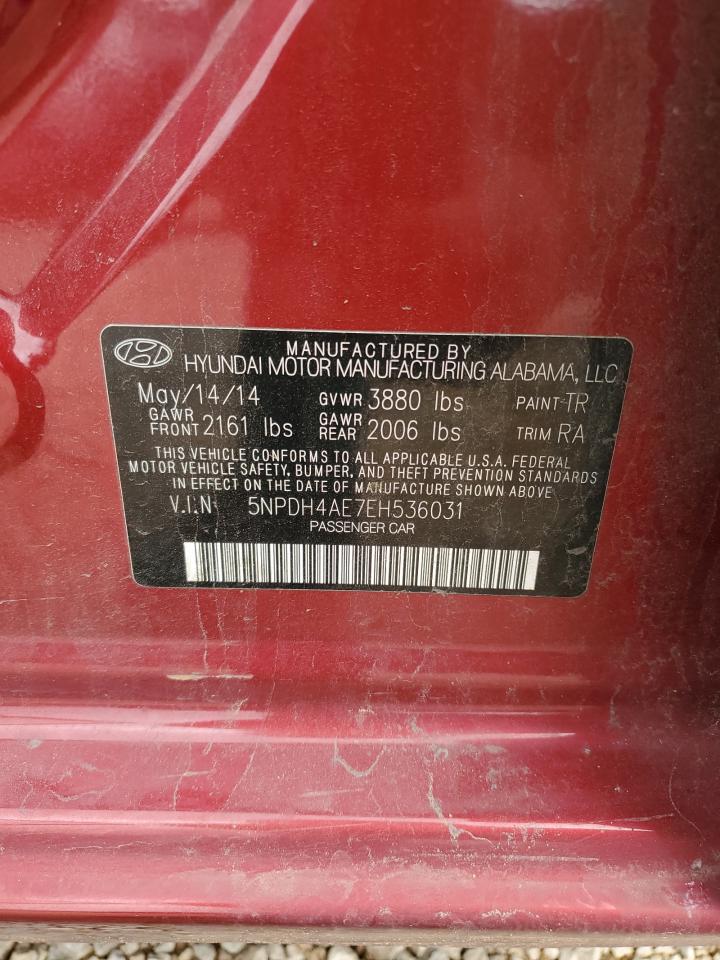 MANUFACTURED BY
HYUNDAI MOTOR MANUFACTURING ALABAMA, LLC
May/14/14 GVWR 3880 lbs PAINT TR
GAWR FRONT 2161 lbs GAWR REAR 2006 lbs TRIM RA
THIS VEHICLE CONFORMS TO ALL APPLICABLE U.S.A. FEDERAL
MOTOR VEHICLE SAFETY, BUMPER, AND THEFT PREVENTION STANDARDS
IN EFFECT ON THE DATE OF MANUFACTURE SHOWN ABOVE.
V.I.N 5NPDH4AE7EH536031
PASSENGER CAR